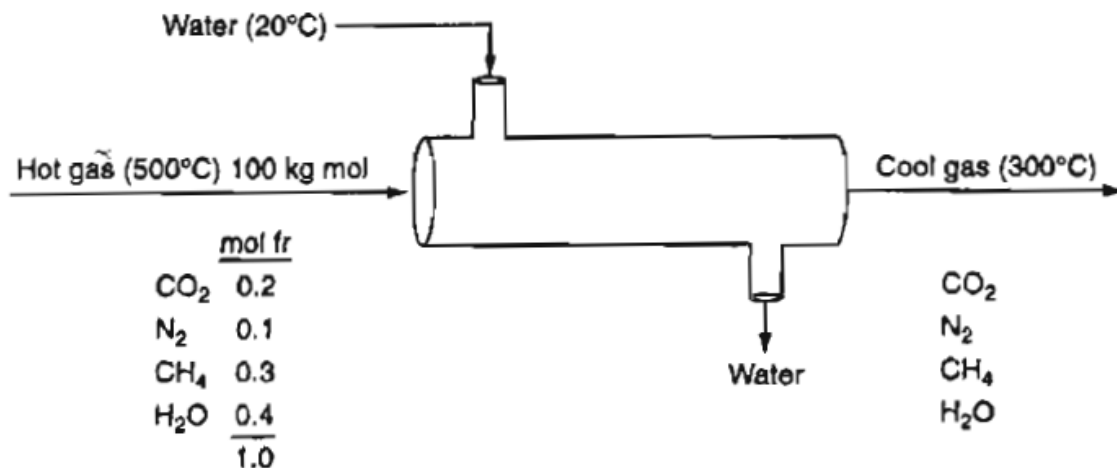 Water (20°C)
Hot gas (500°C) 100 kg mol
Cool gas (300°C)
mol fr
CO₂ 0.2
N₂ 0.1
CH₄ 0.3
H₂O 0.4
1.0
Water
CO₂
N₂
CH₄
H₂O